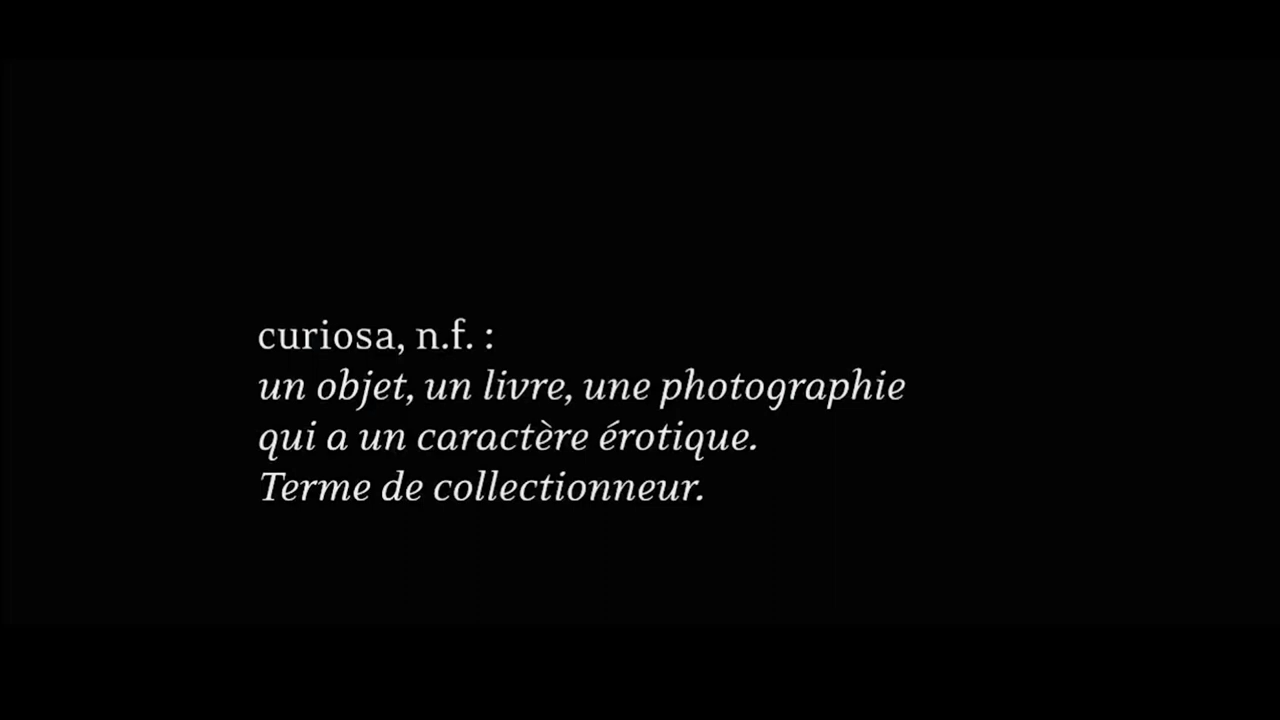 curiosa, n.f. :
un objet, un livre, une photographie
qui a un caractère érotique.
Terme de collectionneur.